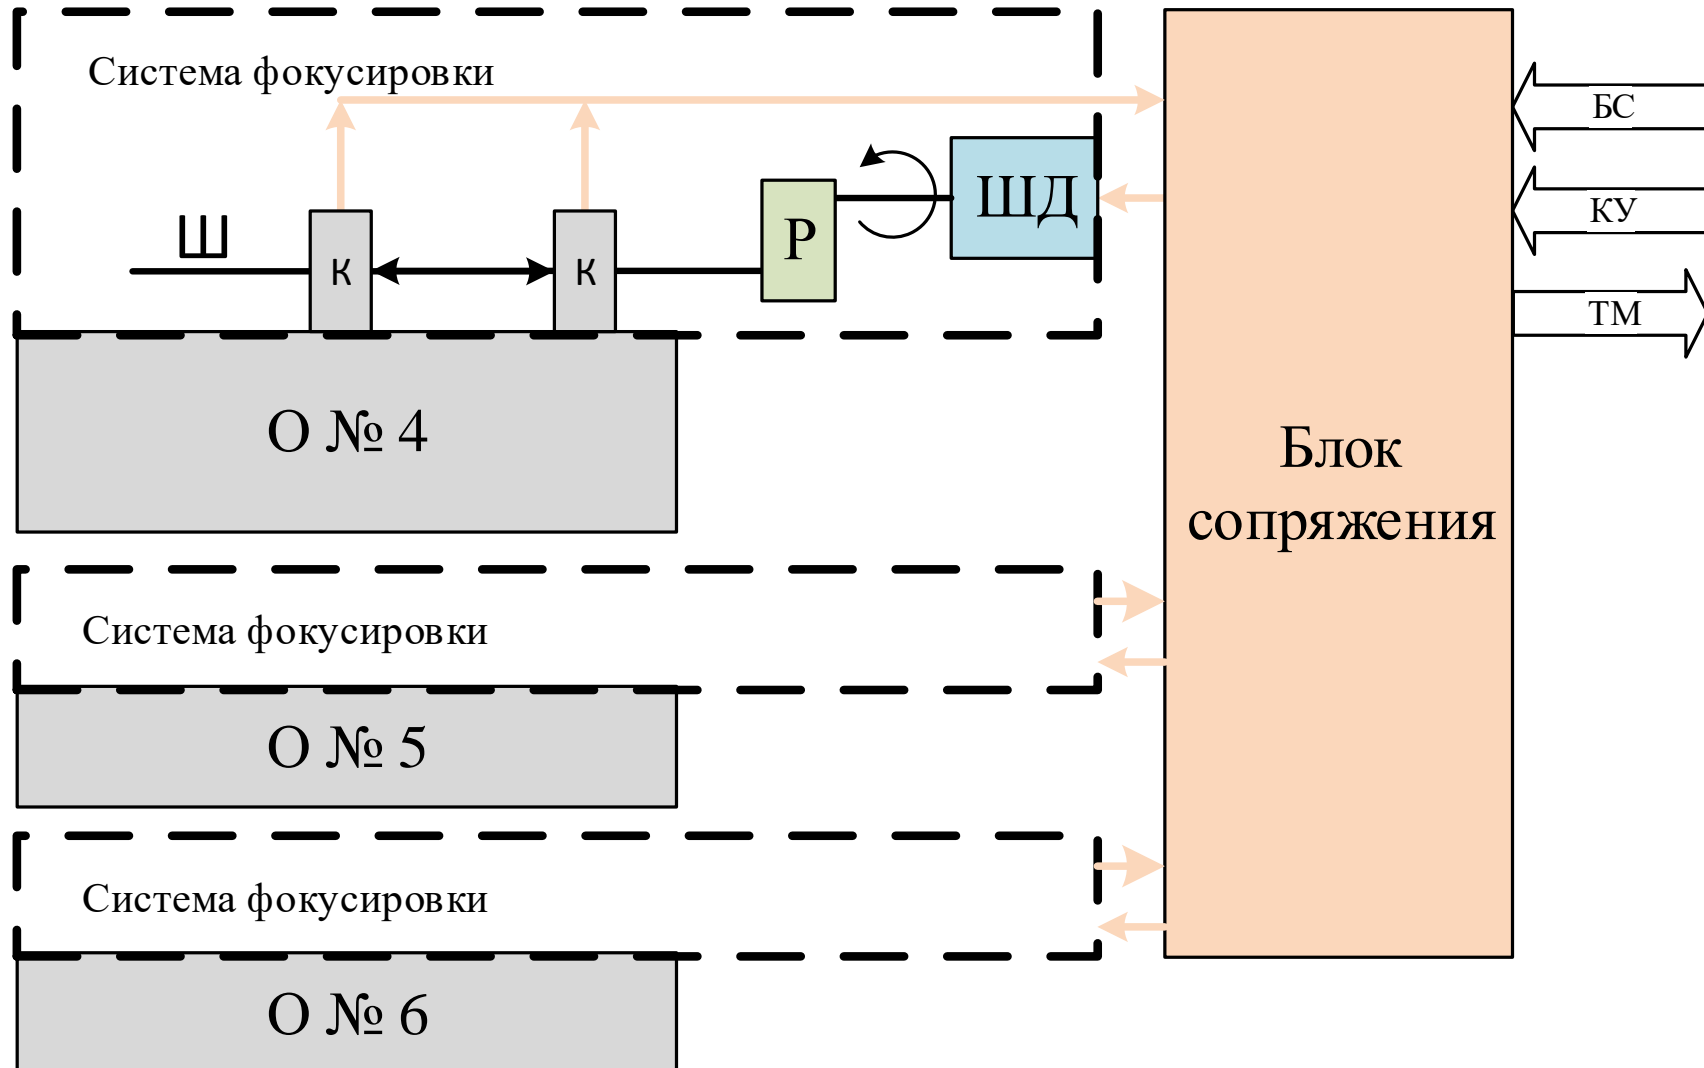 Система фокусировки
БС
ШД
КУ
Р
Ш
К
К
ТМ
О № 4
Блок
сопряжения
Система фокусировки
О № 5
Система фокусировки
О № 6